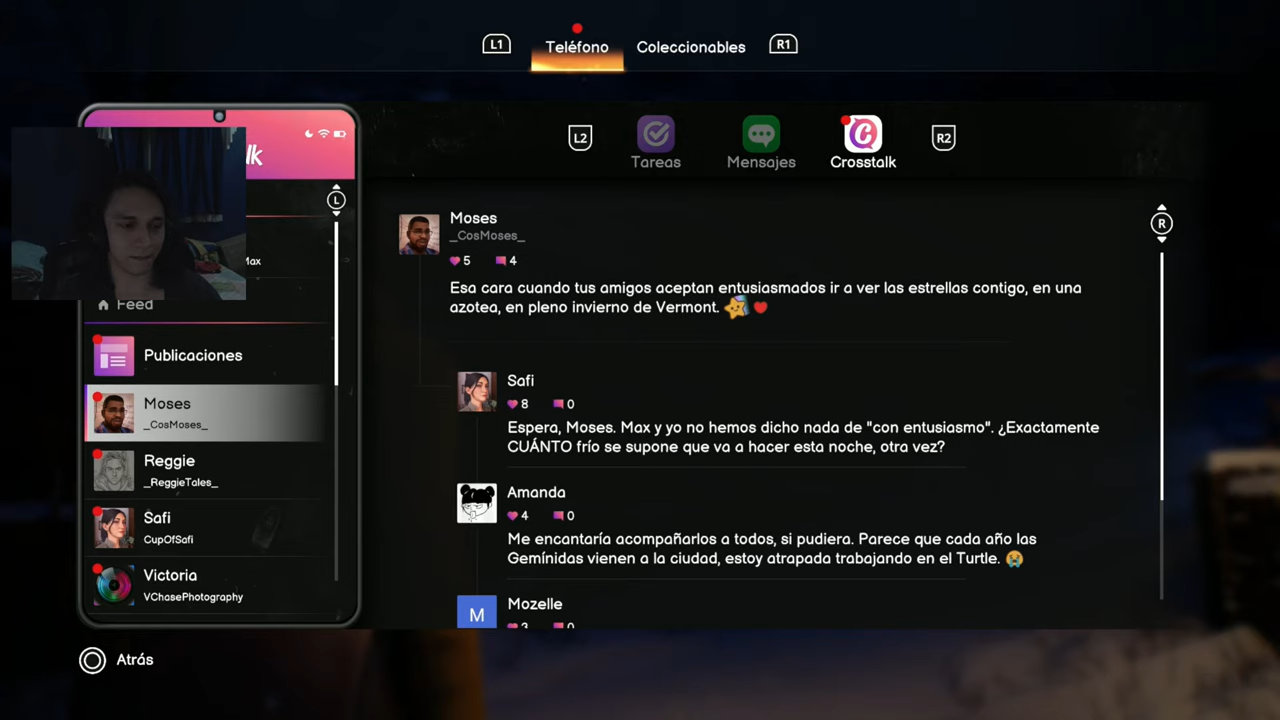 L1
Teléfono
Coleccionables
R1
lk
L
ax
Feed
Publicaciones
Moses
_CosMoses_
Reggie
_ReggieTales_
Safi
CupOfSafi
Victoria
VChasePhotography
L2
Tareas
Mensajes
C
Crosstalk
R2
R
Moses
_CosMoses_
5 4
Esa cara cuando tus amigos aceptan entusiasmados ir a ver las estrellas contigo, en una
azotea, en pleno invierno de Vermont.
Safi
8 0
Espera, Moses. Max y yo no hemos dicho nada de "con entusiasmo". ¿Exactamente
CUÁNTO frío se supone que va a hacer esta noche, otra vez?
Amanda
4 0
Me encantaría acompañarlos a todos, si pudiera. Parece que cada año las
Gemínidas vienen a la ciudad, estoy atrapada trabajando en el Turtle.
M
Mozelle
3 0
Atrás